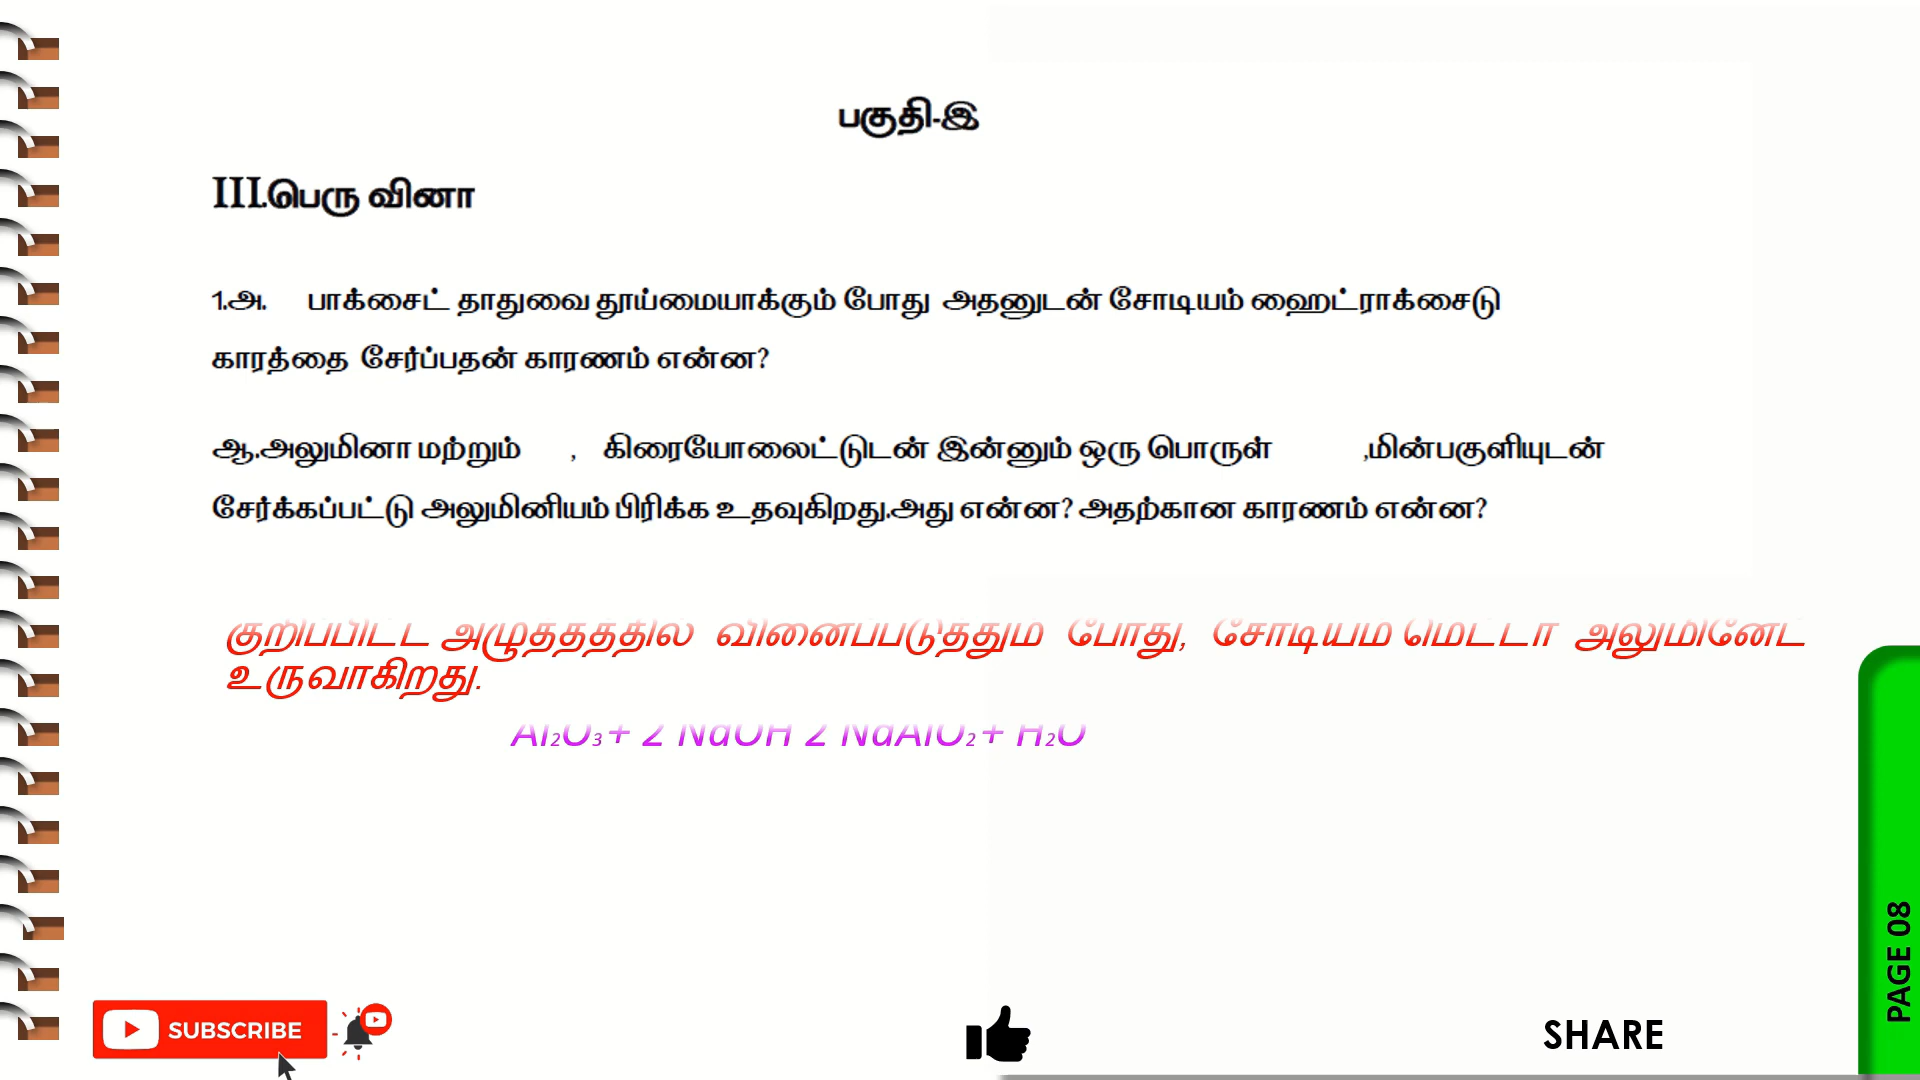 பகுதி-இ
III.பெரு வினா
1.அ. பாக்சைட் தாதுவை தூய்மையாக்கும் போது அதனுடன் சோடியம் ஹைட்ராக்சைடு
காரத்தை சேர்ப்பதன் காரணம் என்ன?
ஆ.அலுமினா மற்றும் , கிரையோலைட்டுடன் இன்னும் ஒரு பொருள் ,மின்பகுளியுடன்
சேர்க்கப்பட்டு அலுமினியம் பிரிக்க உதவுகிறது.அது என்ன? அதற்கான காரணம் என்ன?
குறிப்பிட்ட அழுத்தத்தில் வினைப்படுத்தும் போது, சோடியம் மெட்டா அலுமினேட்
உருவாகிறது.
Al₂O₃ + 2 NaOH 2 NaAlO₂ + H₂O
PAGE 08
SUBSCRIBE
SHARE